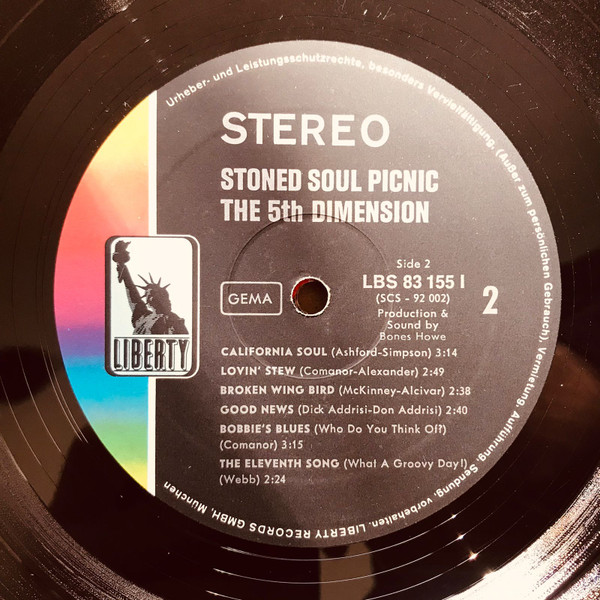 Urheber- und Leistungsschutzrechte, besonders Vervielfältigung, (Außer zum persönlichen Gebrauch), Vermietung, Aufführung, Sendung, vorbehalten. LIBERTY RECORDS GMBH, München
STEREO
STONED SOUL PICNIC
THE 5th DIMENSION
Side 2
LBS 83 155 I
(SCS - 92 002)
2
GEMA
Production &
Sound by
Bones Howe
LIBERTY
CALIFORNIA SOUL (Ashford-Simpson) 3:14
LOVIN' STEW (Comanor-Alexander) 2:49
BROKEN WING BIRD (McKinney-Alcivar) 2:38
GOOD NEWS (Dick Addrisi-Don Addrisi) 2:40
BOBBIE'S BLUES (Who Do You Think Of?)
(Comanor) 3:15
THE ELEVENTH SONG (What A Groovy Day!)
(Webb) 2:24